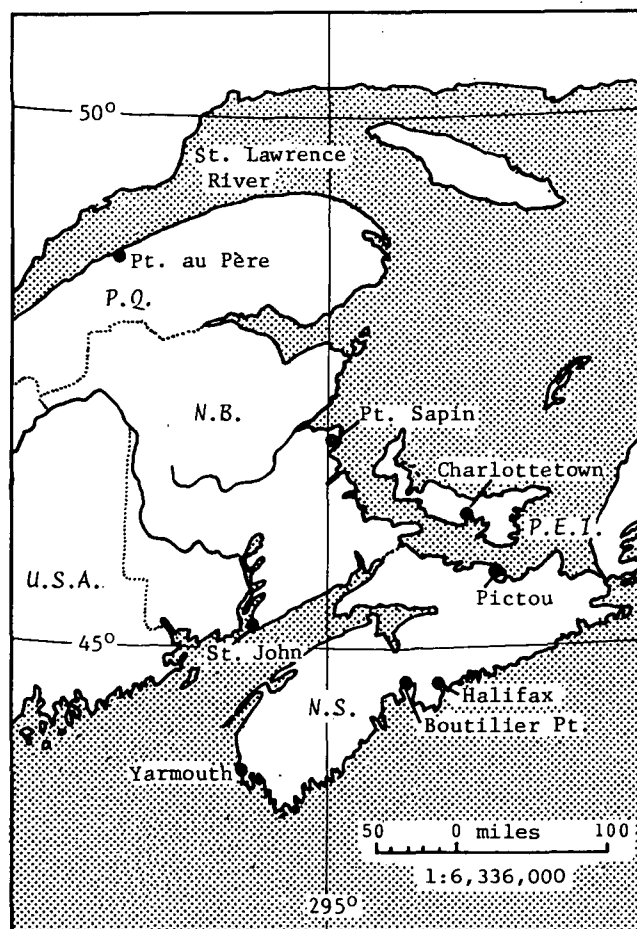 50°
St. Lawrence
River
Pt. au Père
P.Q.
N.B.
Pt. Sapin
Charlottetown
P.E.I.
U.S.A.
Pictou
45°
St. John
N.S.
Halifax
Boutilier Pt.
Yarmouth
50 0 miles 100
1:6,336,000
295°